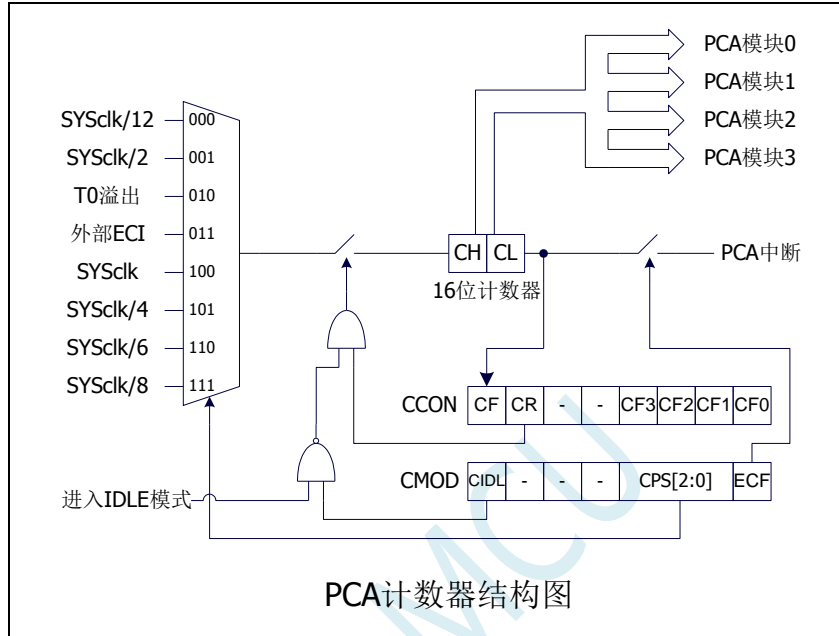 PCA模块0
PCA模块1
PCA模块2
PCA模块3
SYSclk/12 000
SYSclk/2 001
T0溢出 010
外部ECI 011
SYSclk 100
SYSclk/4 101
SYSclk/6 110
SYSclk/8 111
CH CL
PCA中断
16位计数器
CCON CF CR - - CF3 CF2 CF1 CF0
CMOD CIDL - - - CPS[2:0] ECF
进入IDLE模式
MCU
PCA计数器结构图